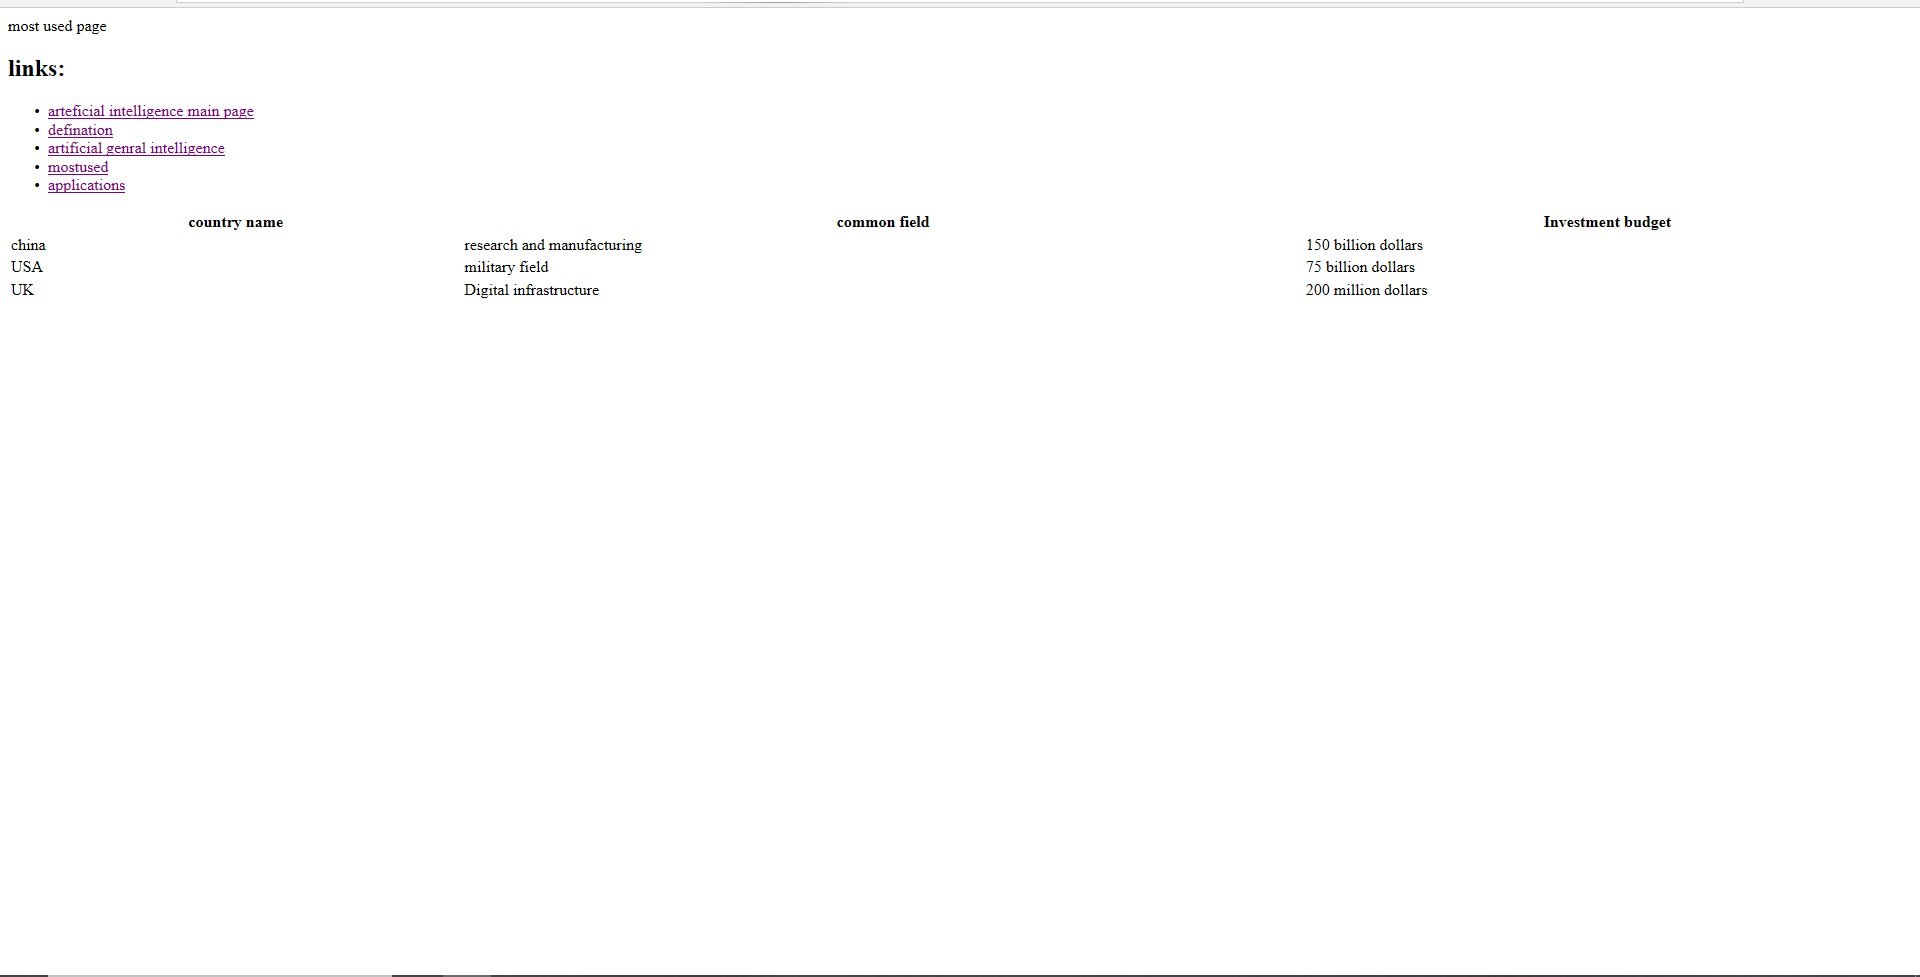 most used page
links:
• arteficial intelligence main page
• defination
• artificial genral intelligence
• mostused
• applications
country name common field Investment budget
china research and manufacturing 150 billion dollars
USA military field 75 billion dollars
UK Digital infrastructure 200 million dollars